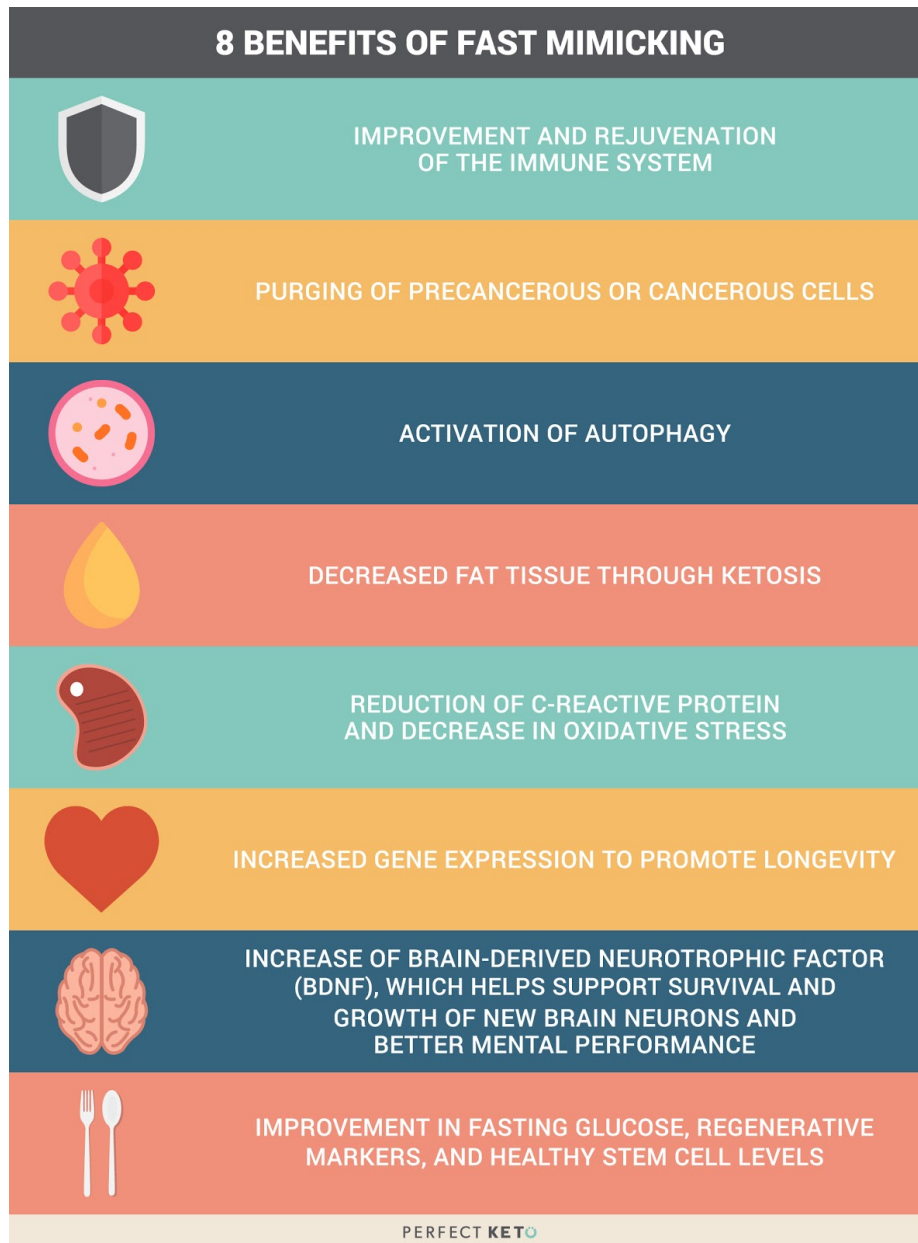 8 BENEFITS OF FAST MIMICKING
IMPROVEMENT AND REJUVENATION
OF THE IMMUNE SYSTEM
PURGING OF PRECANCEROUS OR CANCEROUS CELLS
ACTIVATION OF AUTOPHAGY
DECREASED FAT TISSUE THROUGH KETOSIS
REDUCTION OF C-REACTIVE PROTEIN
AND DECREASE IN OXIDATIVE STRESS
INCREASED GENE EXPRESSION TO PROMOTE LONGEVITY
INCREASE OF BRAIN-DERIVED NEUROTROPHIC FACTOR
(BDNF), WHICH HELPS SUPPORT SURVIVAL AND
GROWTH OF NEW BRAIN NEURONS AND
BETTER MENTAL PERFORMANCE
IMPROVEMENT IN FASTING GLUCOSE, REGENERATIVE
MARKERS, AND HEALTHY STEM CELL LEVELS
PERFECT KETO